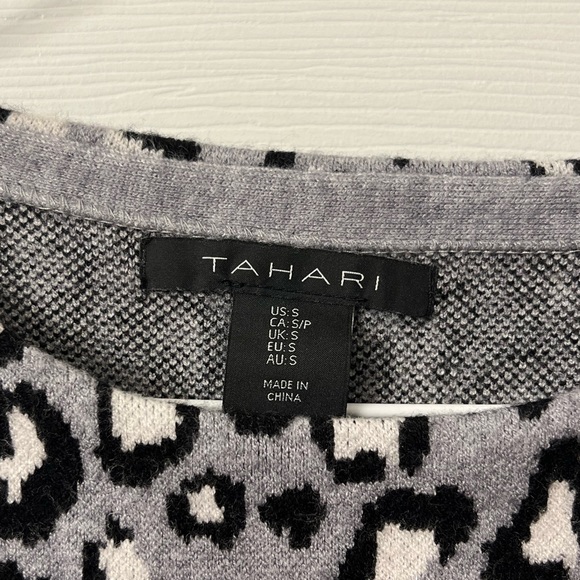 TAHARI
US: S
CA: S/P
UK: S
EU: S
AU: S
MADE IN
CHINA